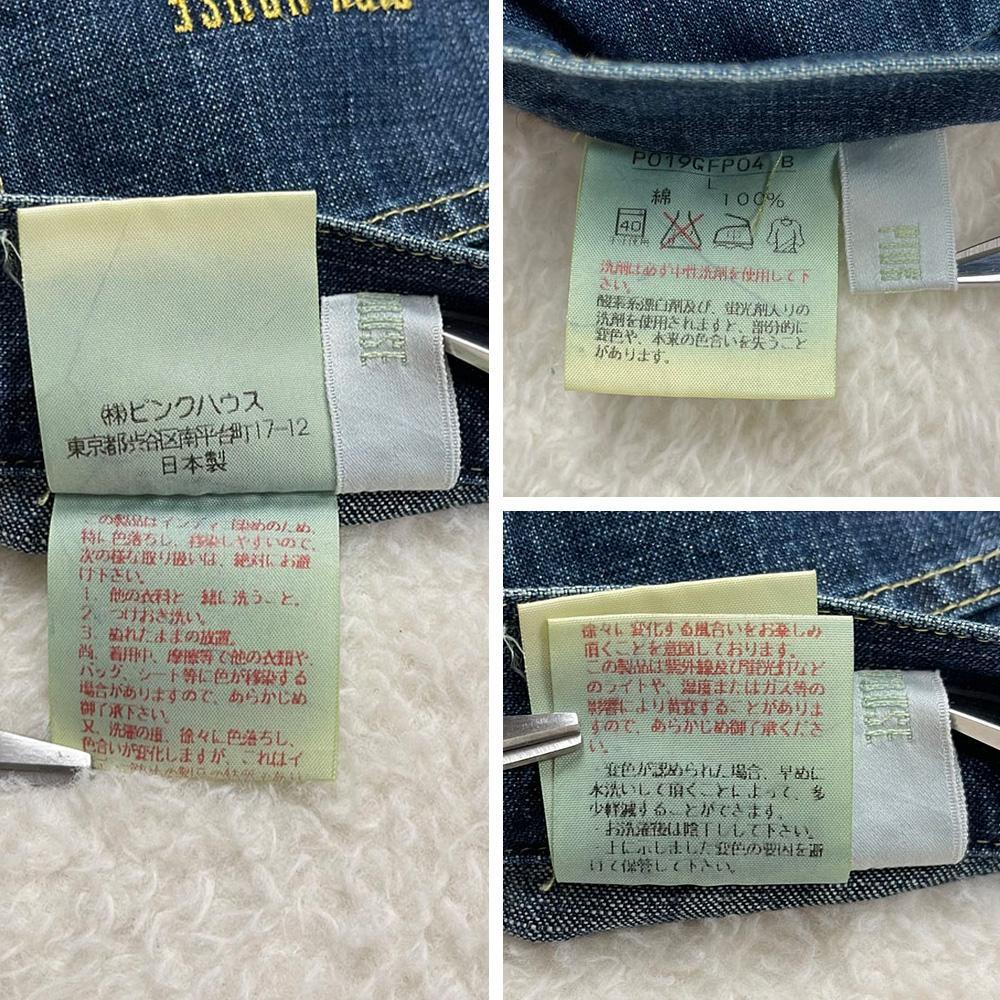 ㈱ピンクハウス
東京都渋谷区南平台町17-12
日本製
の製品はインディ 染めのため、
特に色落ちし、移染しやすいので、
次の様な取り扱いは、絶対にお避
け下さい。
1. 他の衣料と一緒に洗うこと。
2. つけおき洗い。
3. ぬれたままの放置。
尚、着用中、摩擦等で他の衣類や、
バッグ、シート等に色が移染する
場合がありますので、あらかじめ
御了承下さい。
又、洗濯の度、徐々に色落ちし、
色合いが変化しますが、これはイ
P019GFP04 B
L
綿 100%
40
洗剤は必ず中性洗剤を使用して下
さい。
酸素系漂白剤及び、蛍光剤入りの
洗剤を使用されますと、部分的に
変色や、本来の色合いを失うこと
があります。
PINK
徐々に変化する風合いをお楽しみ
頂くことを意図しております。
この製品は紫外線及び蛍光灯など
のライトや、温度またはガス等の
影響により黄変することがありま
すので、あらかじめ御了承くださ
い。
変色が認められた場合、早めに
水洗いして頂くことによって、多
少軽減することができます。
・お洗濯後は陰干しして下さい。
・上に示しました変色の要因を避
けて保管して下さい。